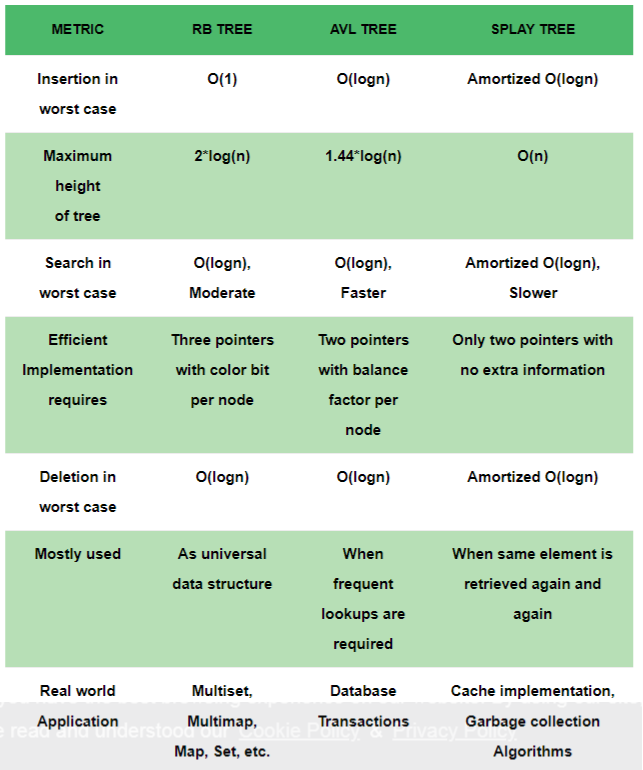 METRIC RB TREE AVL TREE SPLAY TREE
Insertion in O(1) O(logn) Amortized O(logn)
worst case
Maximum 2*log(n) 1.44*log(n) O(n)
height
of tree
Search in O(logn), O(logn), Amortized O(logn),
worst case Moderate Faster Slower
Efficient Three pointers Two pointers Only two pointers with
Implementation with color bit with balance no extra information
requires per node factor per
node
Deletion in O(logn) O(logn) Amortized O(logn)
worst case
Mostly used As universal When When same element is
data structure frequent retrieved again and
lookups are again
required
Real world Multiset, Database Cache implementation,
Application Multimap, Transactions Garbage collection
Map, Set, etc. Algorithms
read and understood our Cookie Policy & Privacy Policy